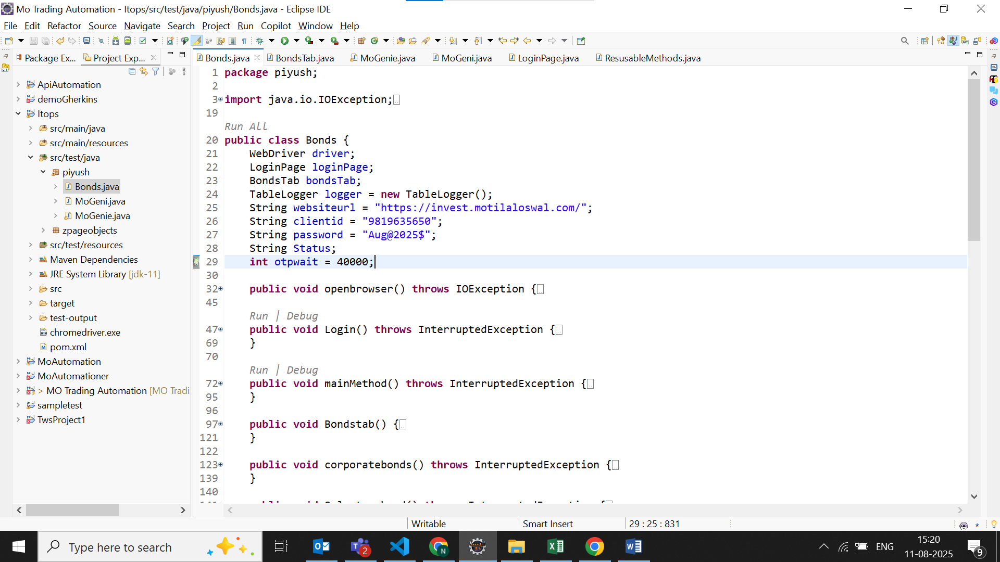 Mo Trading Automation - Itops/src/test/java/piyush/Bonds.java - Eclipse IDE
File Edit Refactor Source Navigate Search Project Run Copilot Window Help
Package Ex... Project Exp...
ApiAutomation
demoGherkins
Itops
src/main/java
src/main/resources
src/test/java
piyush
Bonds.java
MoGeni.java
MoGenie.java
zpageobjects
src/test/resources
Maven Dependencies
JRE System Library [jdk-11]
src
target
test-output
chromedriver.exe
pom.xml
MoAutomation
MoAutomationer
> MO Trading Automation [MO Tradi
sampletest
TwsProject1
Bonds.java BondsTab.java MoGenie.java MoGeni.java LoginPage.java ResusableMethods.java
1 package piyush;
2
3 import java.io.IOException;
19
Run All
20 public class Bonds {
21 WebDriver driver;
22 LoginPage loginPage;
23 BondsTab bondsTab;
24 TableLogger logger = new TableLogger();
25 String websiteurl = "https://invest.motilaloswal.com/";
26 String clientid = "9819635650";
27 String password = "Aug@2025$";
28 String Status;
29 int otpwait = 40000;
30
32 public void openbrowser() throws IOException {
45
Run | Debug
47 public void Login() throws InterruptedException {
69 }
70
Run | Debug
72 public void mainMethod() throws InterruptedException {
95 }
96
97 public void Bondstab() {
121 }
122
123 public void corporatebonds() throws InterruptedException {
139 }
140
Writable Smart Insert 29 : 25 : 831
Type here to search
2
N
ENG
15:20
11-08-2025
9